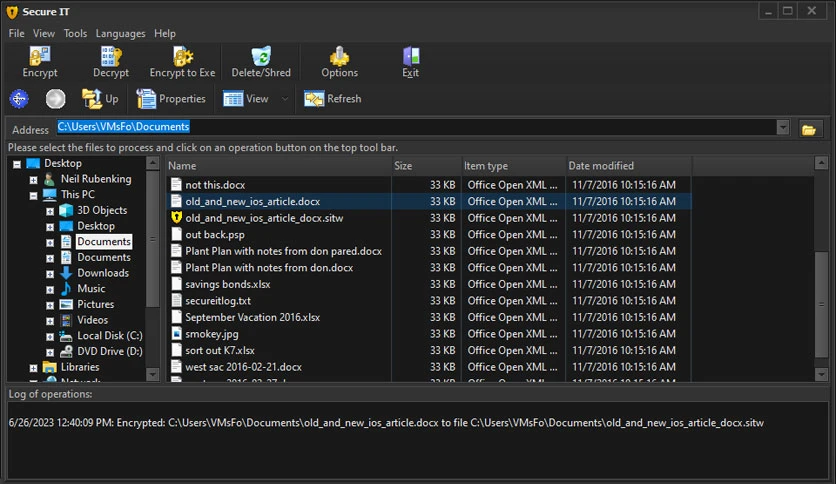 Secure IT
File View Tools Languages Help
Encrypt Decrypt Encrypt to Exe Delete/Shred Options Exit
Up Properties View Refresh
Address C:\Users\VMsFo\Documents
Please select the files to process and click on an operation button on the top tool bar.
Desktop
Neil Rubenking
This PC
3D Objects
Desktop
Documents
Documents
Downloads
Music
Pictures
Videos
Local Disk (C:)
DVD Drive (D:)
Libraries
Network
Name Size Item type Date modified
not this.docx 33 KB Office Open XML ... 11/7/2016 10:15:16 AM
old_and_new_ios_article.docx 33 KB Office Open XML ... 11/7/2016 10:15:16 AM
old_and_new_ios_article_docx.sitw 33 KB Office Open XML ... 11/7/2016 10:15:16 AM
out back.psp 33 KB Office Open XML ... 11/7/2016 10:15:16 AM
Plant Plan with notes from don pared.docx 33 KB Office Open XML ... 11/7/2016 10:15:16 AM
Plant Plan with notes from don.docx 33 KB Office Open XML ... 11/7/2016 10:15:16 AM
savings bonds.xlsx 33 KB Office Open XML ... 11/7/2016 10:15:16 AM
secureitlog.txt 33 KB Office Open XML ... 11/7/2016 10:15:16 AM
September Vacation 2016.xlsx 33 KB Office Open XML ... 11/7/2016 10:15:16 AM
smokey.jpg 33 KB Office Open XML ... 11/7/2016 10:15:16 AM
sort out K7.xlsx 33 KB Office Open XML ... 11/7/2016 10:15:16 AM
west sac 2016-02-21.docx 33 KB Office Open XML ... 11/7/2016 10:15:16 AM
33 KB Office Open XML ... 11/7/2016 10:15:16 AM
Log of operations:
6/26/2023 12:40:09 PM: Encrypted: C:\Users\VMsFo\Documents\old_and_new_ios_article.docx to file C:\Users\VMsFo\Documents\old_and_new_ios_article_docx.sitw